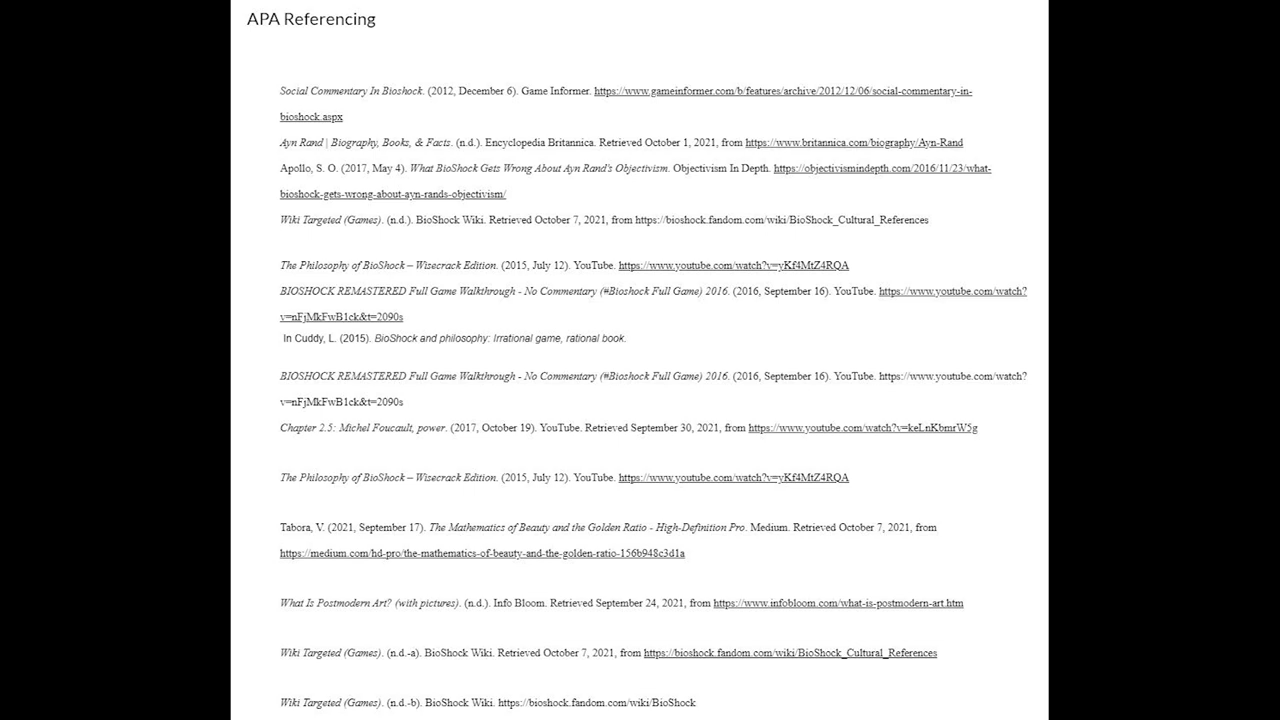 APA Referencing
Social Commentary In Bioshock. (2012, December 6). Game Informer. https://www.gameinformer.com/b/features/archive/2012/12/06/social-commentary-in-
bioshock.aspx
Ayn Rand | Biography, Books, & Facts. (n.d.). Encyclopedia Britannica. Retrieved October 1, 2021, from https://www.britannica.com/biography/Ayn-Rand
Apollo, S. O. (2017, May 4). What BioShock Gets Wrong About Ayn Rand's Objectivism. Objectivism In Depth. https://objectivismindepth.com/2016/11/23/what-
bioshock-gets-wrong-about-ayn-rands-objectivism/
Wiki Targeted (Games). (n.d.). BioShock Wiki. Retrieved October 7, 2021, from https://bioshock.fandom.com/wiki/BioShock_Cultural_References
The Philosophy of BioShock – Wisecrack Edition. (2015, July 12). YouTube. https://www.youtube.com/watch?v=yKf4MtZ4RQA
BIOSHOCK REMASTERED Full Game Walkthrough - No Commentary (#Bioshock Full Game) 2016. (2016, September 16). YouTube. https://www.youtube.com/watch?
v=nFjMkFwB1ck&t=2090s
In Cuddy, L. (2015). BioShock and philosophy: Irrational game, rational book.
BIOSHOCK REMASTERED Full Game Walkthrough - No Commentary (#Bioshock Full Game) 2016. (2016, September 16). YouTube. https://www.youtube.com/watch?
v=nFjMkFwB1ck&t=2090s
Chapter 2.5: Michel Foucault, power. (2017, October 19). YouTube. Retrieved September 30, 2021, from https://www.youtube.com/watch?v=keLnKbmrW5g
The Philosophy of BioShock – Wisecrack Edition. (2015, July 12). YouTube. https://www.youtube.com/watch?v=yKf4MtZ4RQA
Tabora, V. (2021, September 17). The Mathematics of Beauty and the Golden Ratio - High-Definition Pro. Medium. Retrieved October 7, 2021, from
https://medium.com/hd-pro/the-mathematics-of-beauty-and-the-golden-ratio-156b948c3d1a
What Is Postmodern Art? (with pictures). (n.d.). Info Bloom. Retrieved September 24, 2021, from https://www.infobloom.com/what-is-postmodern-art.htm
Wiki Targeted (Games). (n.d.-a). BioShock Wiki. Retrieved October 7, 2021, from https://bioshock.fandom.com/wiki/BioShock_Cultural_References
Wiki Targeted (Games). (n.d.-b). BioShock Wiki. https://bioshock.fandom.com/wiki/BioShock